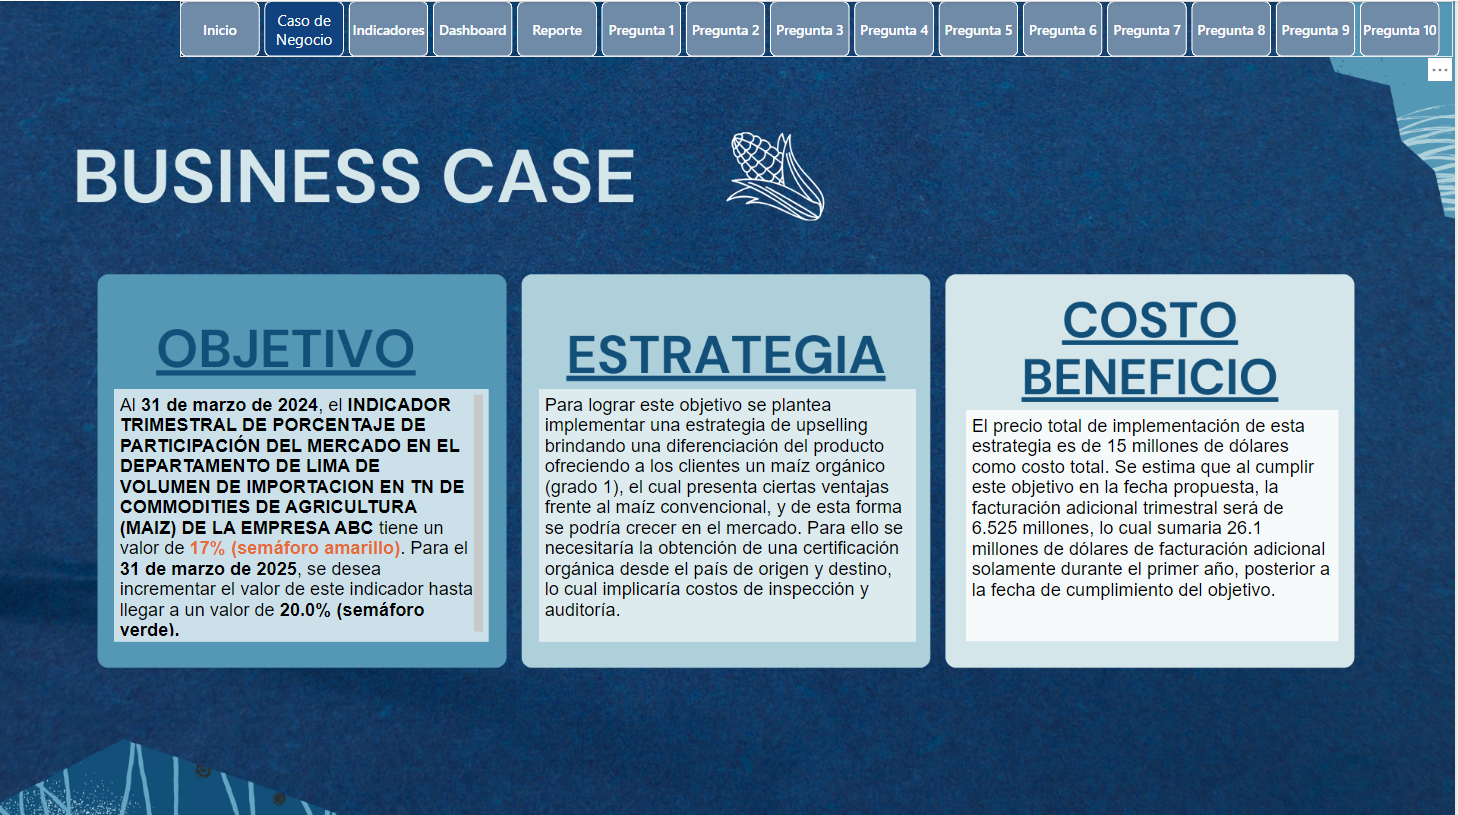 Inicio
Caso de
Negocio
Indicadores
Dashboard
Reporte
Pregunta 1
Pregunta 2
Pregunta 3
Pregunta 4
Pregunta 5
Pregunta 6
Pregunta 7
Pregunta 8
Pregunta 9
Pregunta 10
BUSINESS CASE
OBJETIVO
Al 31 de marzo de 2024, el INDICADOR
TRIMESTRAL DE PORCENTAJE DE
PARTICIPACIÓN DEL MERCADO EN EL
DEPARTAMENTO DE LIMA DE
VOLUMEN DE IMPORTACION EN TN DE
COMMODITIES DE AGRICULTURA
(MAIZ) DE LA EMPRESA ABC tiene un
valor de 17% (semáforo amarillo). Para el
31 de marzo de 2025, se desea
incrementar el valor de este indicador hasta
llegar a un valor de 20.0% (semáforo
verde).
ESTRATEGIA
Para lograr este objetivo se plantea
implementar una estrategia de upselling
brindando una diferenciación del producto
ofreciendo a los clientes un maíz orgánico
(grado 1), el cual presenta ciertas ventajas
frente al maíz convencional, y de esta forma
se podría crecer en el mercado. Para ello se
necesitaría la obtención de una certificación
orgánica desde el país de origen y destino,
lo cual implicaría costos de inspección y
auditoría.
COSTO
BENEFICIO
El precio total de implementación de esta
estrategia es de 15 millones de dólares
como costo total. Se estima que al cumplir
este objetivo en la fecha propuesta, la
facturación adicional trimestral será de
6.525 millones, lo cual sumaria 26.1
millones de dólares de facturación adicional
solamente durante el primer año, posterior a
la fecha de cumplimiento del objetivo.